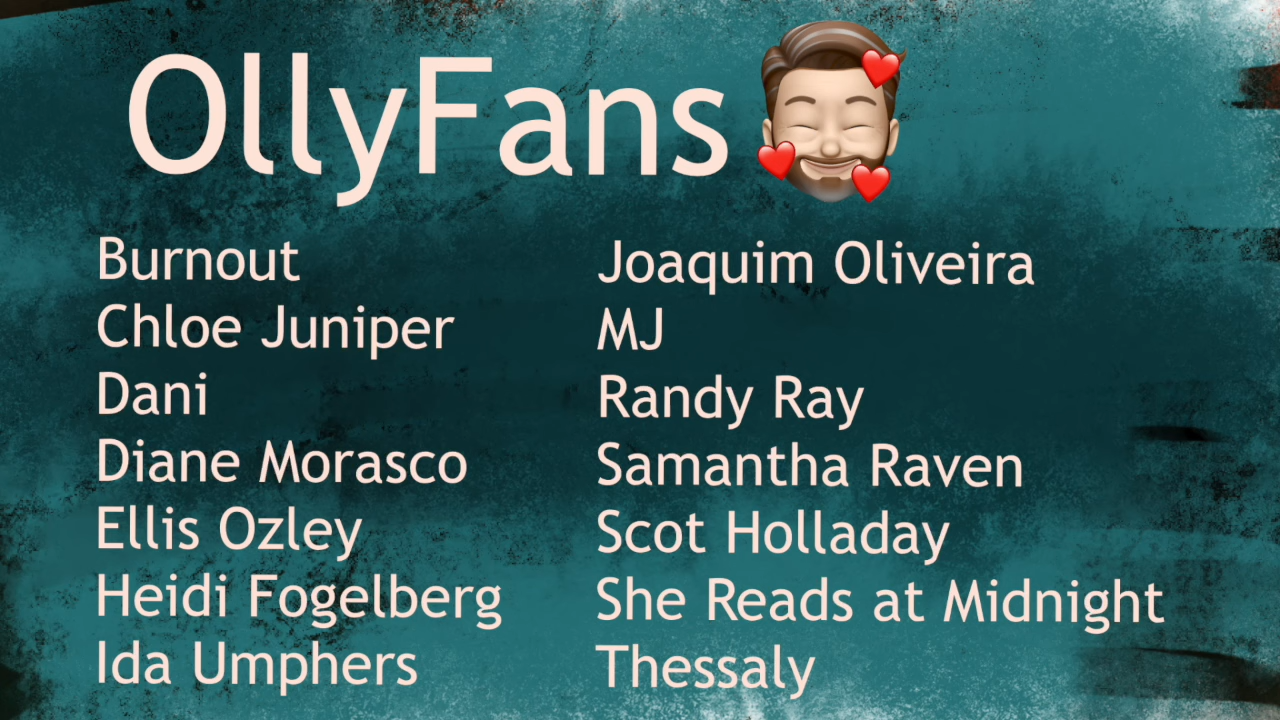 OllyFans
Burnout
Chloe Juniper
Dani
Diane Morasco
Ellis Ozley
Heidi Fogelberg
Ida Umphers
Joaquim Oliveira
MJ
Randy Ray
Samantha Raven
Scot Holladay
She Reads at Midnight
Thessaly